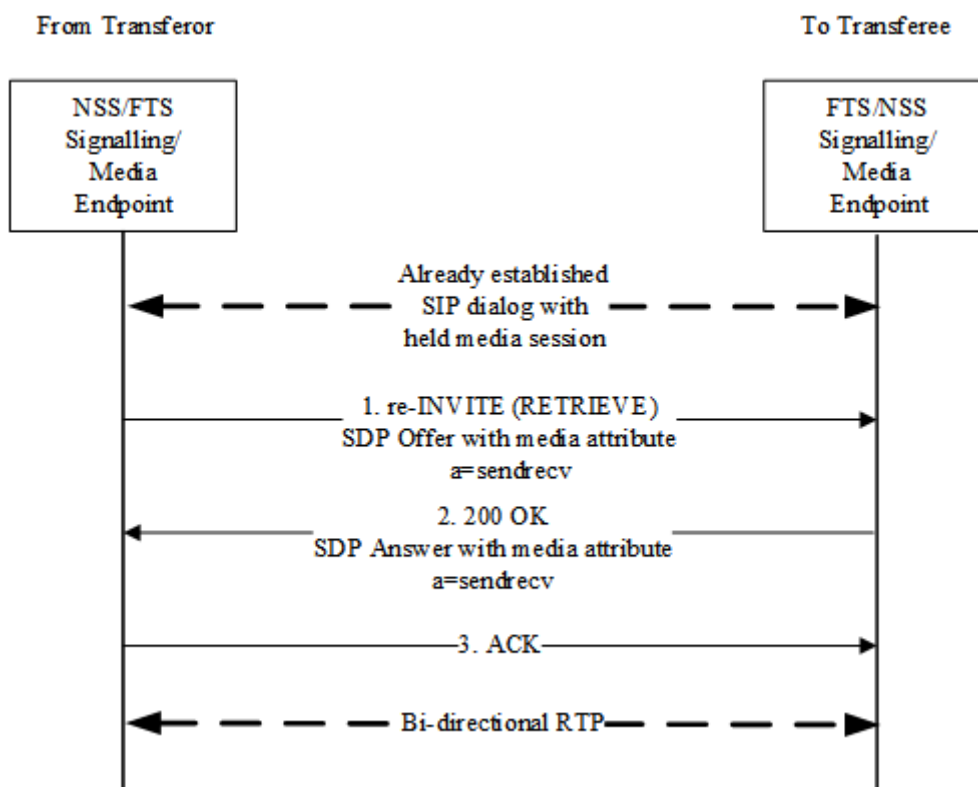 From Transferor
To Transferee
NSS/FTS
Signalling/
Media
Endpoint
FTS/NSS
Signalling/
Media
Endpoint
Already established
SIP dialog with
held media session
1. re-INVITE (RETRIEVE)
SDP Offer with media attribute
a=sendrecv
2. 200 OK
SDP Answer with media attribute
a=sendrecv
3. ACK
Bi-directional RTP